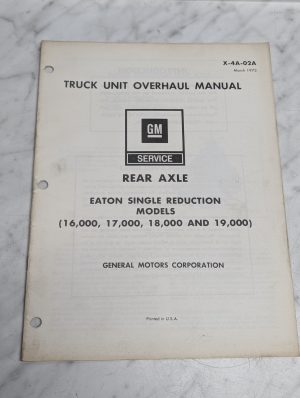 X-4A-02A
March 1972
TRUCK UNIT OVERHAUL MANUAL
GM
SERVICE
REAR AXLE
EATON SINGLE REDUCTION
MODELS
(16,000, 17,000, 18,000 AND 19,000)
GENERAL MOTORS CORPORATION
Printed in U.S.A.